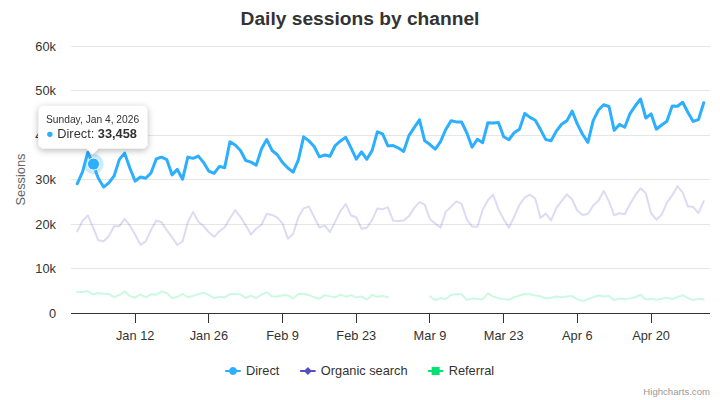 Daily sessions by channel
60k
50k
Sunday, Jan 4, 2026
Direct: 33,458
30k
20k
10k
0
Sessions
Jan 12
Jan 26
Feb 9
Feb 23
Mar 9
Mar 23
Apr 6
Apr 20
Direct
Organic search
Referral
Highcharts.com